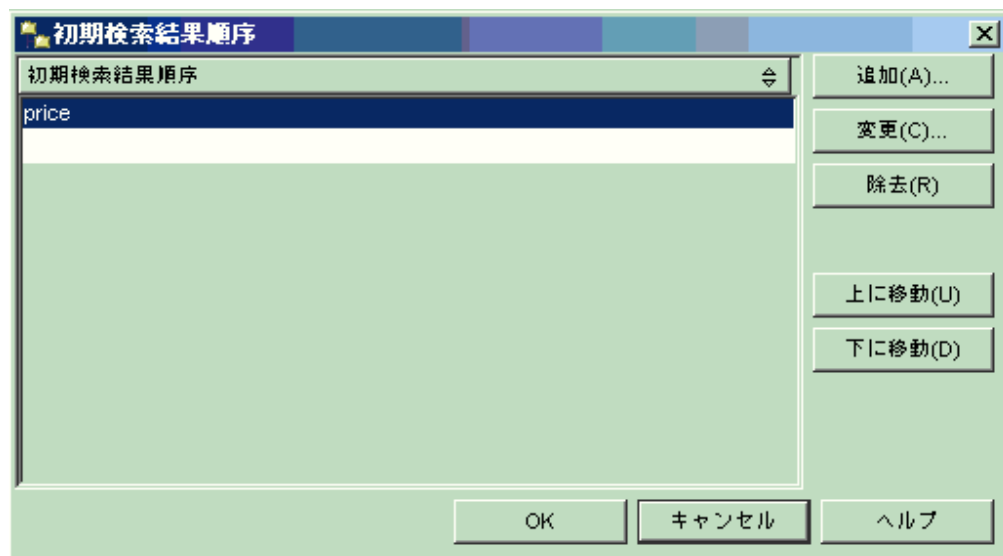 初期検索結果順序
初期検索結果順序
price
追加(A)...
変更(C)...
除去(R)
上に移動(U)
下に移動(D)
OK
キャンセル
ヘルプ